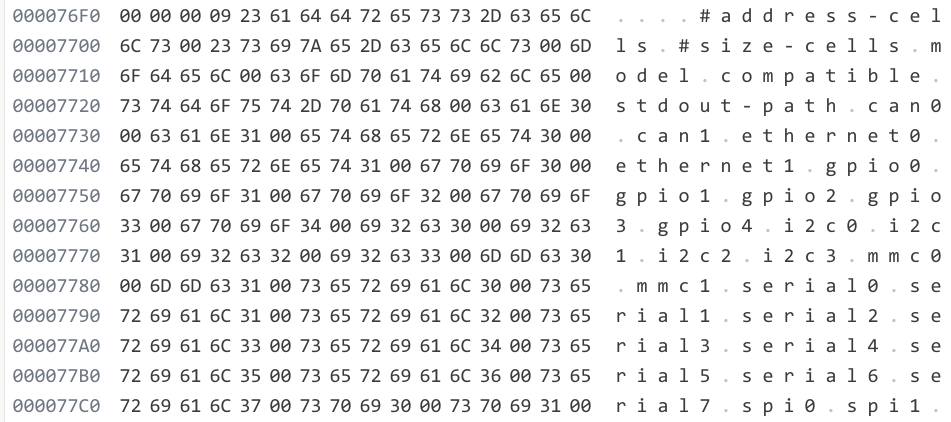 000076F0 00 00 00 09 23 61 64 64 72 65 73 73 2D 63 65 6C ....#address-cel
00007700 6C 73 00 23 73 69 7A 65 2D 63 65 6C 6C 73 00 6D ls.#size-cells.m
00007710 6F 64 65 6C 00 63 6F 6D 70 61 74 69 62 6C 65 00 odel.compatible.
00007720 73 74 64 6F 75 74 2D 70 61 74 68 00 63 61 6E 30 stdout-path.can0
00007730 00 63 61 6E 31 00 65 74 68 65 72 6E 65 74 30 00 .can1.ethernet0.
00007740 65 74 68 65 72 6E 65 74 31 00 67 70 69 6F 30 00 ethernet1.gpio0.
00007750 67 70 69 6F 31 00 67 70 69 6F 32 00 67 70 69 6F gpio1.gpio2.gpio
00007760 33 00 67 70 69 6F 34 00 69 32 63 30 00 69 32 63 3.gpio4.i2c0.i2c
00007770 31 00 69 32 63 32 00 69 32 63 33 00 6D 6D 63 30 1.i2c2.i2c3.mmc0
00007780 00 6D 6D 63 31 00 73 65 72 69 61 6C 30 00 73 65 .mmc1.serial0.se
00007790 72 69 61 6C 31 00 73 65 72 69 61 6C 32 00 73 65 rial1.serial2.se
000077A0 72 69 61 6C 33 00 73 65 72 69 61 6C 34 00 73 65 rial3.serial4.se
000077B0 72 69 61 6C 35 00 73 65 72 69 61 6C 36 00 73 65 rial5.serial6.se
000077C0 72 69 61 6C 37 00 73 70 69 30 00 73 70 69 31 00 rial7.spi0.spi1.